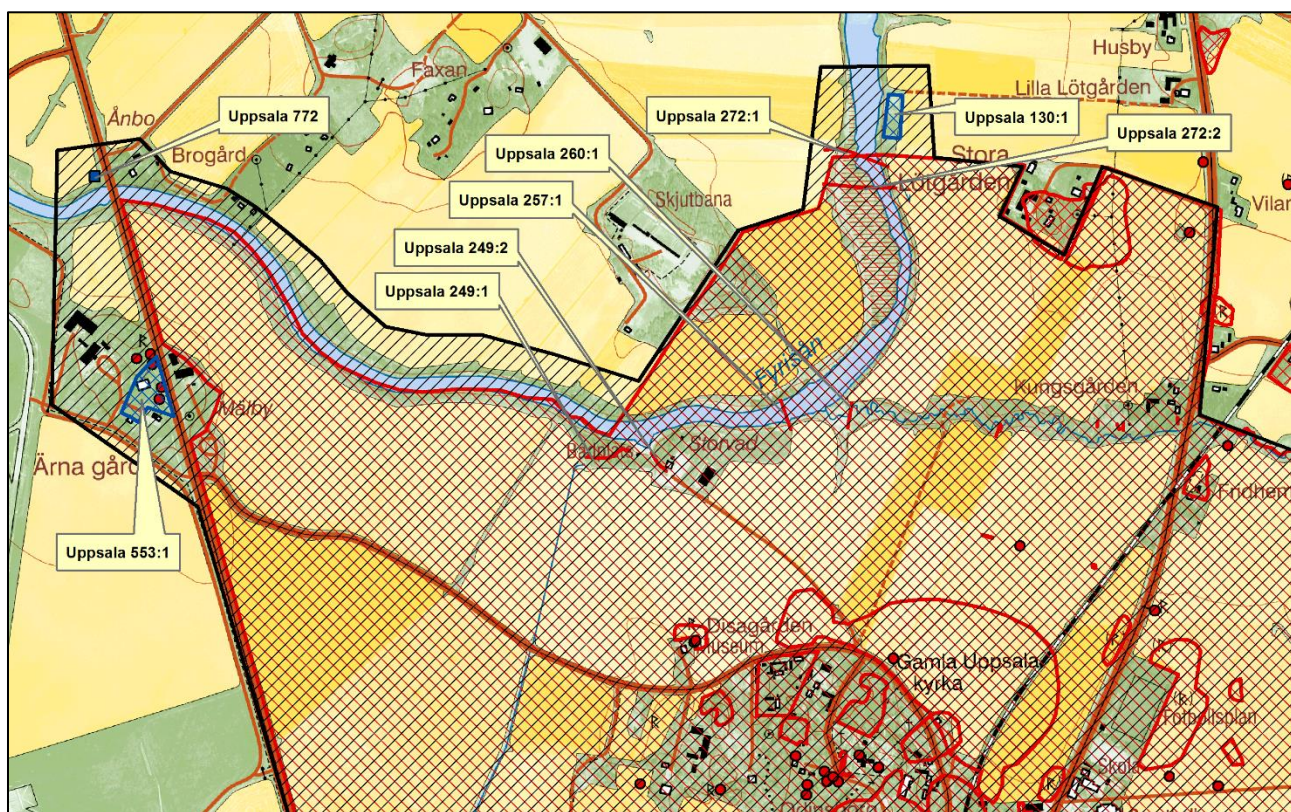 Husby
Faxan
Lilla Lötgården
Uppsala 772
Uppsala 272:1
Uppsala 130:1
Ånbo
Uppsala 272:2
Brogård
Uppsala 260:1
Stora
Lötgården
Skjutbana
Uppsala 257:1
Uppsala 249:2
Uppsala 249:1
Fyrisån
Kungsgården
Mälby
Storvad
Badplats
Ärna gård
Fridhem
Uppsala 553:1
R
Disagården
Museum
Gamla Uppsala
kyrka
(R)
(R)
Fotbollsplan
Skola